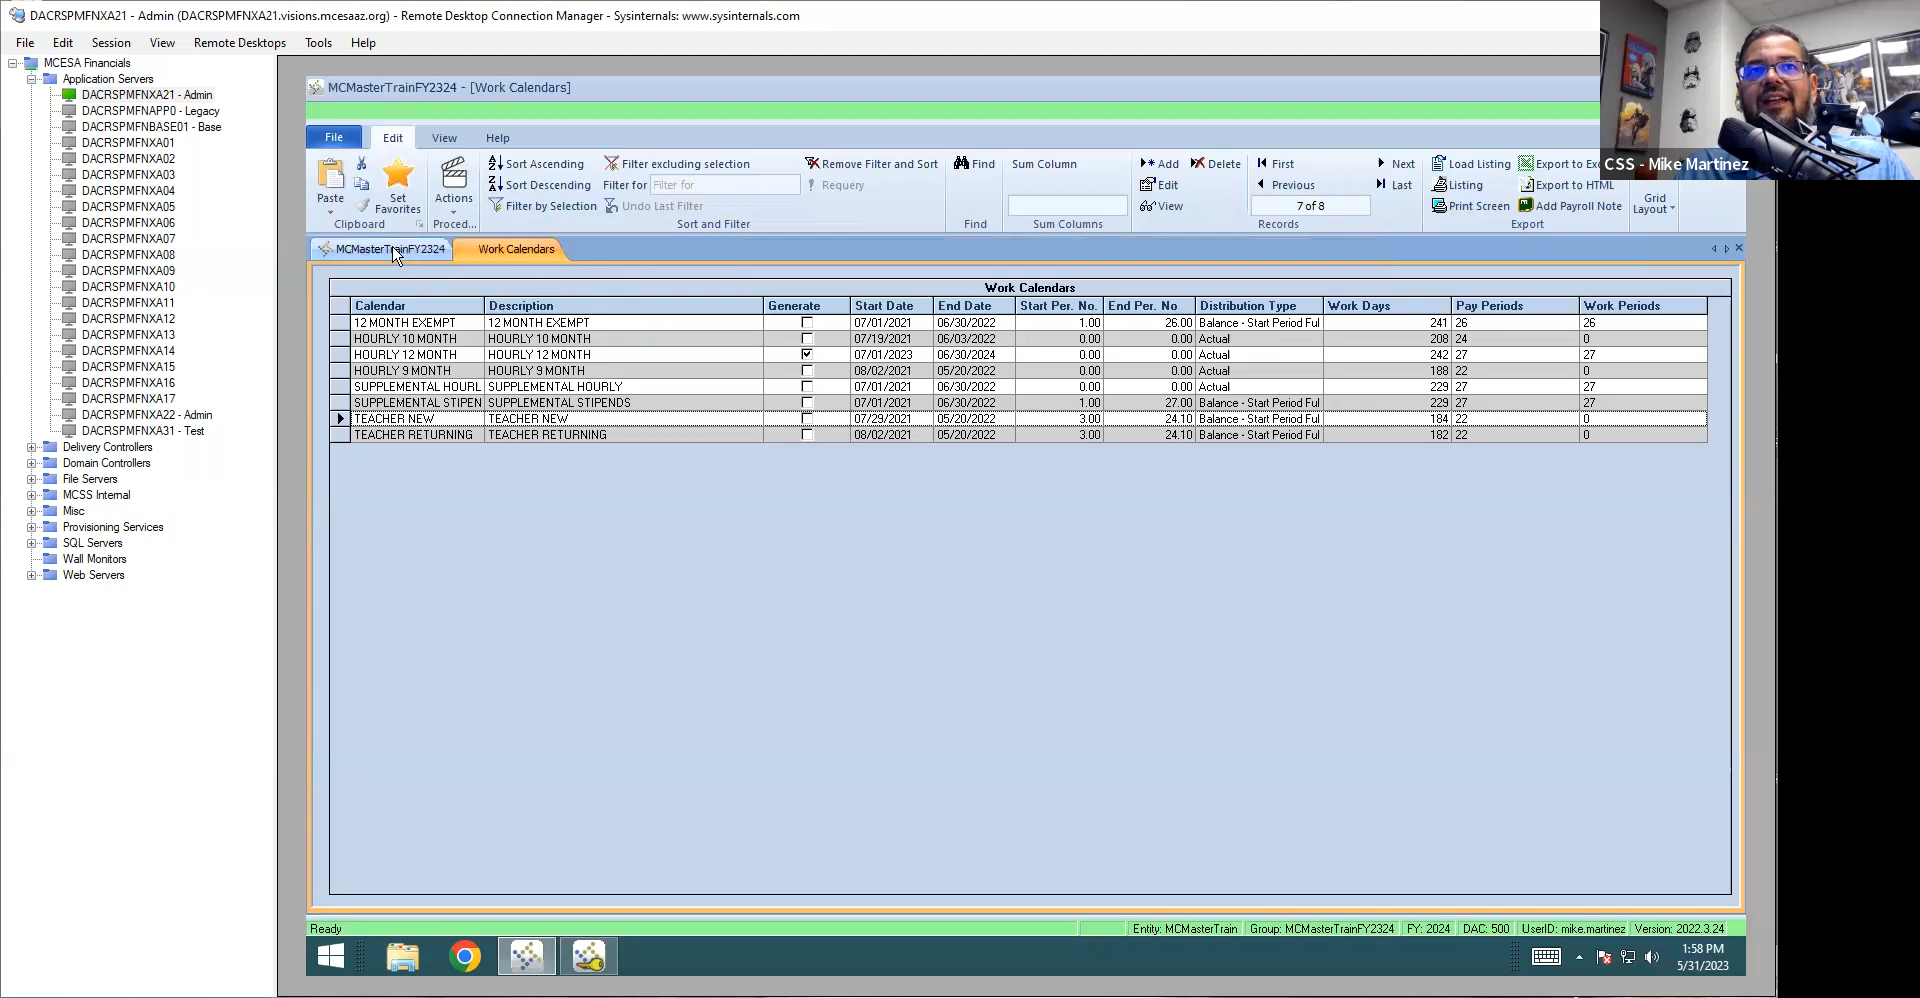 DACRSPMFNXA21 - Admin (DACRSPMFNXA21.visions.mcesaaz.org) - Remote Desktop Connection Manager - Sysinternals: www.sysinternals.com
File Edit Session View Remote Desktops Tools Help
MCESA Financials
Application Servers
DACRSPMFNXA21 - Admin
DACRSPMFNAPP0 - Legacy
DACRSPMFNBASE01 - Base
DACRSPMFNXA01
DACRSPMFNXA02
DACRSPMFNXA03
DACRSPMFNXA04
DACRSPMFNXA05
DACRSPMFNXA06
DACRSPMFNXA07
DACRSPMFNXA08
DACRSPMFNXA09
DACRSPMFNXA10
DACRSPMFNXA11
DACRSPMFNXA12
DACRSPMFNXA13
DACRSPMFNXA14
DACRSPMFNXA15
DACRSPMFNXA16
DACRSPMFNXA17
DACRSPMFNXA22 - Admin
DACRSPMFNXA31 - Test
Delivery Controllers
Domain Controllers
File Servers
MCSS Internal
Misc
Provisioning Services
SQL Servers
Wall Monitors
Web Servers
MCMasterTrainFY2324 - [Work Calendars]
File Edit View Help
Paste
Set Favorites
Clipboard
Actions
Proced...
Sort Ascending Filter excluding selection Remove Filter and Sort
Sort Descending Filter for Filter for Requery
Filter by Selection Undo Last Filter
Sort and Filter
Find
Find
Sum Column
Sum Columns
Add Delete First Next
Edit Previous Last
View 7 of 8
Records
Load Listing Export to Exc
Listing Export to HTML
Print Screen Add Payroll Note
Export
Grid Layout
CSS - Mike Martinez
MCMasterTrainFY2324 Work Calendars
Work Calendars
Calendar Description Generate Start Date End Date Start Per. No. End Per. No Distribution Type Work Days Pay Periods Work Periods
12 MONTH EXEMPT 12 MONTH EXEMPT 07/01/2021 06/30/2022 1.00 26.00 Balance - Start Period Ful 241 26 26
HOURLY 10 MONTH HOURLY 10 MONTH 07/19/2021 06/03/2022 0.00 0.00 Actual 208 24 0
HOURLY 12 MONTH HOURLY 12 MONTH 07/01/2023 06/30/2024 0.00 0.00 Actual 242 27 27
HOURLY 9 MONTH HOURLY 9 MONTH 08/02/2021 05/20/2022 0.00 0.00 Actual 188 22 0
SUPPLEMENTAL HOURL SUPPLEMENTAL HOURLY 07/01/2021 06/30/2022 0.00 0.00 Actual 229 27 27
SUPPLEMENTAL STIPEN SUPPLEMENTAL STIPENDS 07/01/2021 06/30/2022 1.00 27.00 Balance - Start Period Ful 229 27 27
TEACHER NEW TEACHER NEW 07/29/2021 05/20/2022 3.00 24.10 Balance - Start Period Ful 184 22 0
TEACHER RETURNING TEACHER RETURNING 08/02/2021 05/20/2022 3.00 24.10 Balance - Start Period Ful 182 22 0
Ready Entity: MCMasterTrain Group: MCMasterTrainFY2324 FY: 2024 DAC: 500 UserID: mike.martinez Version: 2022.3.24
1:58 PM
5/31/2023